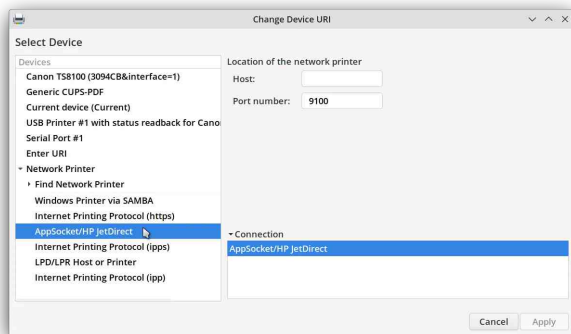 Change Device URI
Select Device
Devices
Canon TS8100 (3094CB&interface=1)
Generic CUPS-PDF
Current device (Current)
USB Printer #1 with status readback for Cano
Serial Port #1
Enter URI
Network Printer
Find Network Printer
Windows Printer via SAMBA
Internet Printing Protocol (https)
AppSocket/HP JetDirect
Internet Printing Protocol (ipps)
LPD/LPR Host or Printer
Internet Printing Protocol (ipp)
Location of the network printer
Host:
Port number: 9100
Connection
AppSocket/HP JetDirect
Cancel Apply